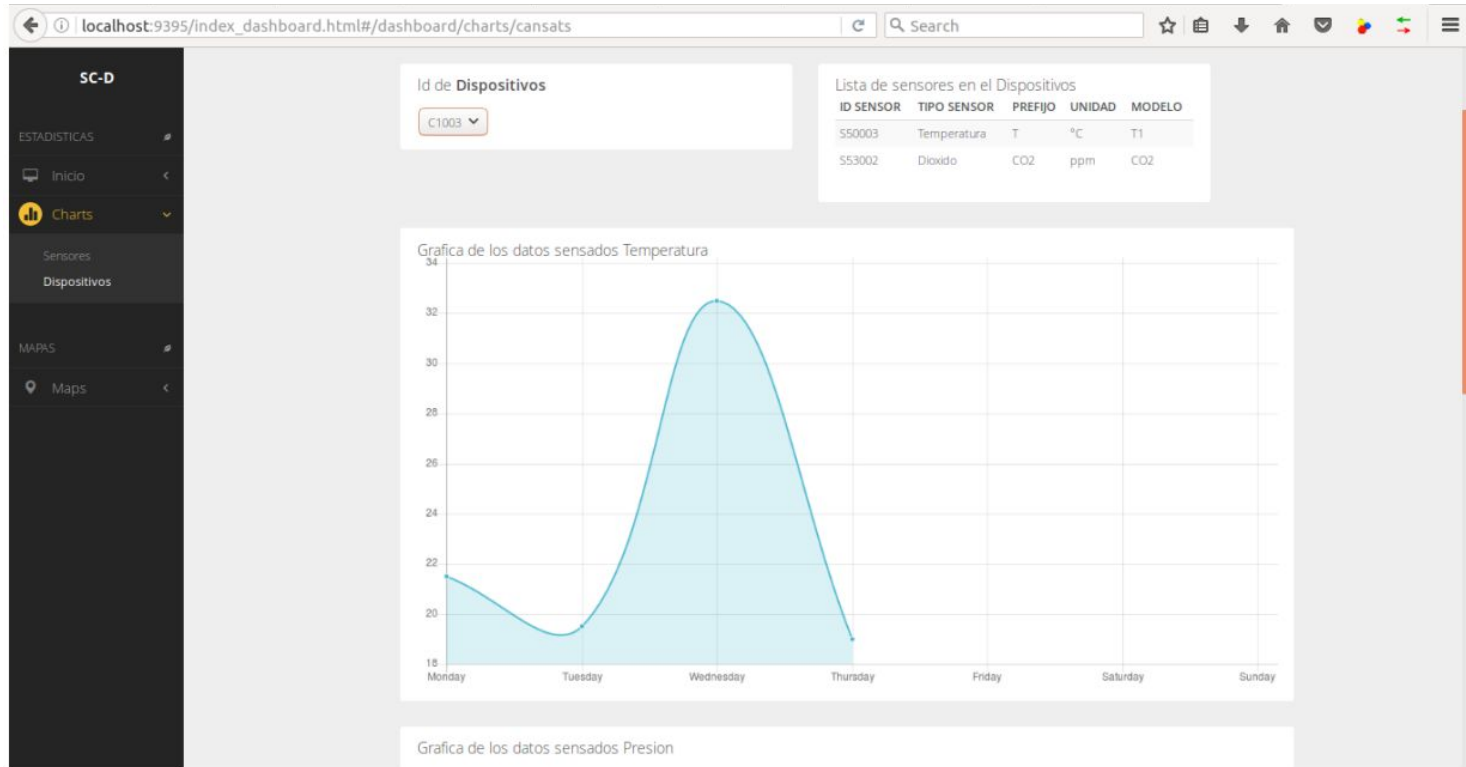 localhost:9395/index_dashboard.html#/dashboard/charts/cansats
Search
SC-D
ESTADISTICAS
Inicio
Charts
Sensores
Dispositivos
MAPAS
Maps
Id de Dispositivos
C1003
Lista de sensores en el Dispositivos
ID SENSOR TIPO SENSOR PREFIJO UNIDAD MODELO
S50003 Temperatura T °C T1
S53002 Dioxido CO2 ppm CO2
Grafica de los datos sensados Temperatura
34
32
30
28
26
24
22
20
18
Monday Tuesday Wednesday Thursday Friday Saturday Sunday
Grafica de los datos sensados Presion